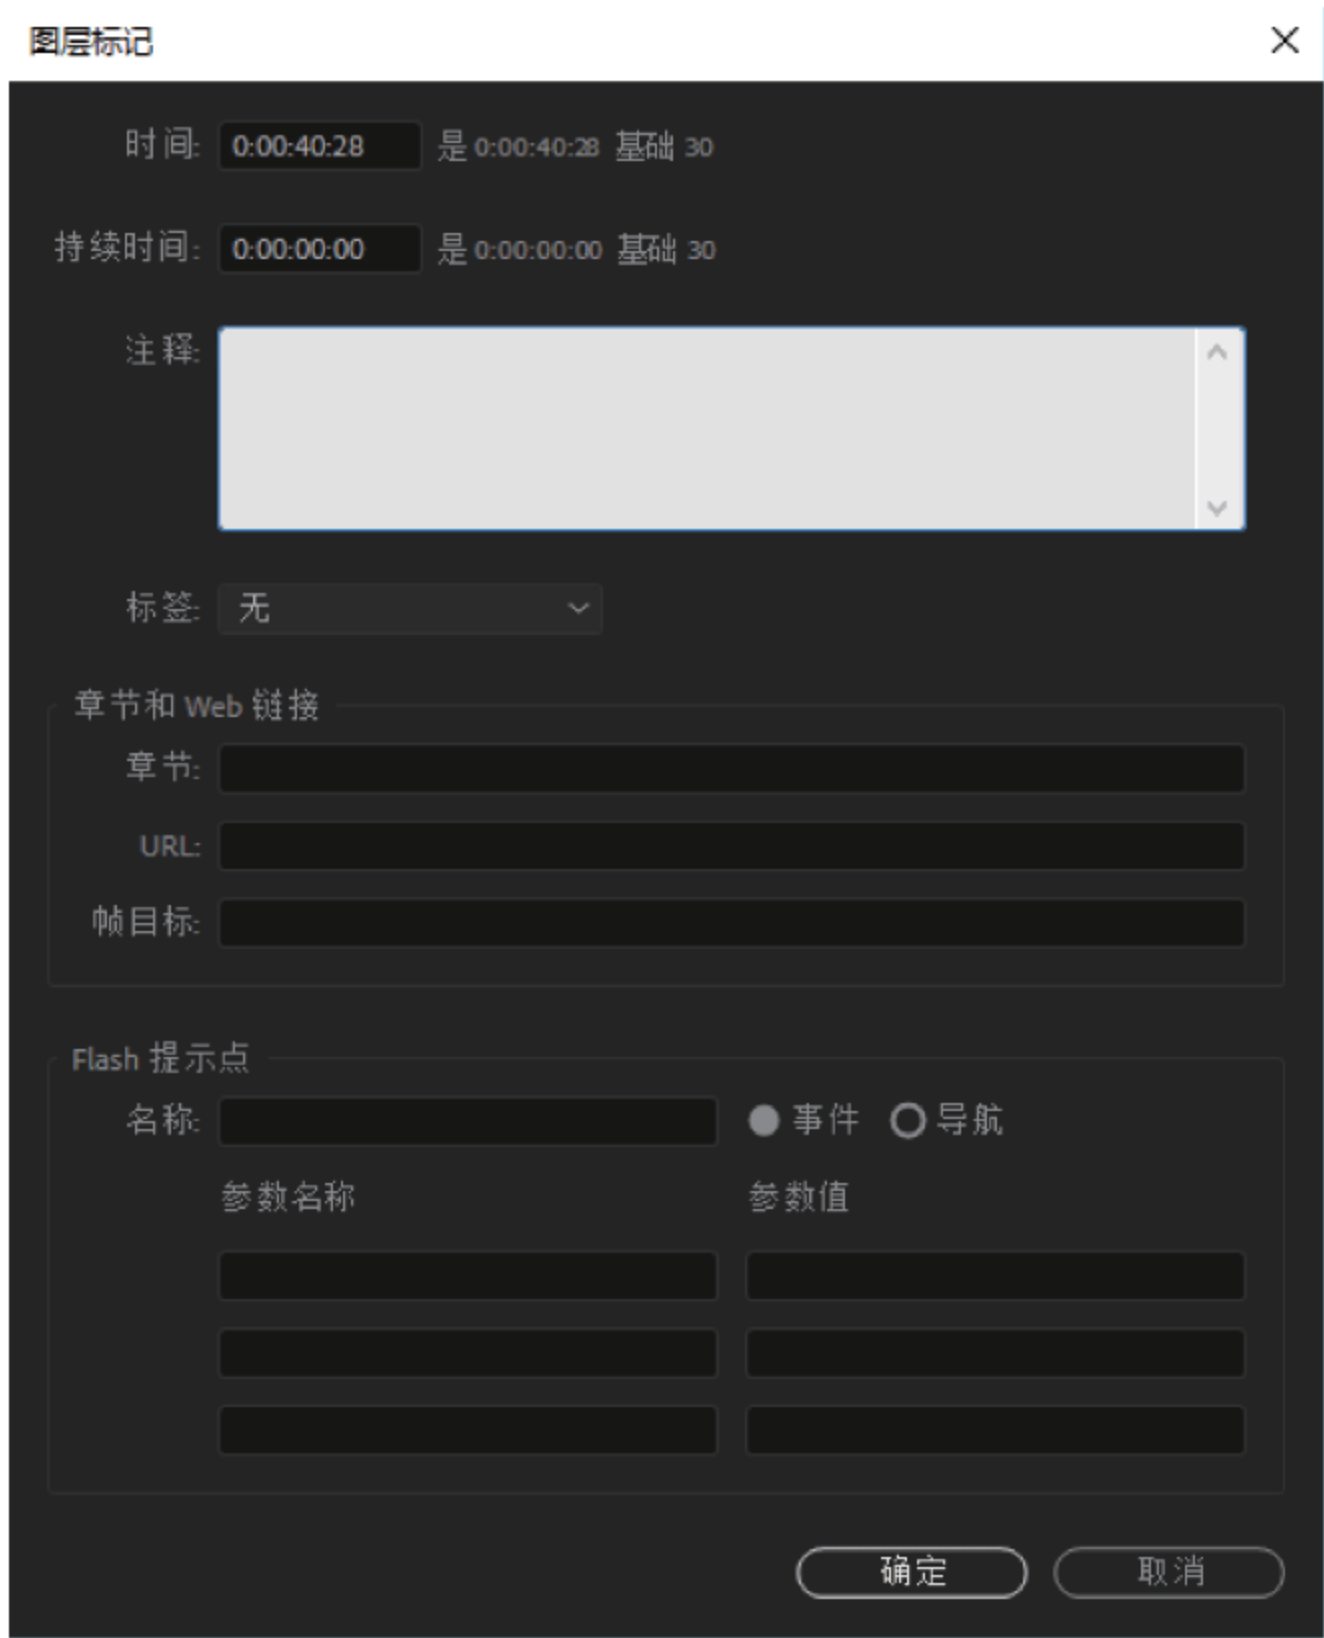 图层标记
时间: 0:00:40:28 是 0:00:40:28 基础 30
持续时间: 0:00:00:00 是 0:00:00:00 基础 30
注释:
标签: 无
章节和 Web 链接
章节:
URL:
帧目标:
Flash 提示点
名称: 事件 导航
参数名称 参数值
确定 取消